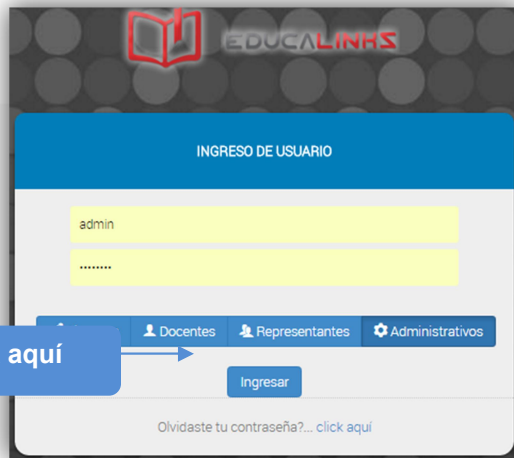 EDUCALINKS
INGRESO DE USUARIO
admin
........
Docentes
Representantes
Administrativos
aquí
Ingresar
Olvidaste tu contraseña?... click aquí